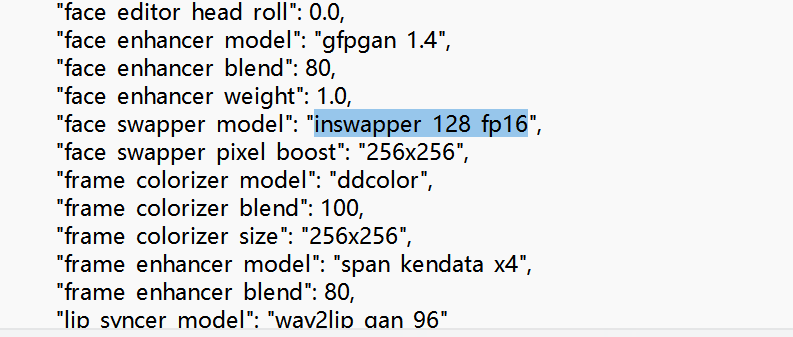 "face editor head roll": 0.0,
"face enhancer model": "gfpgan 1.4",
"face enhancer blend": 80,
"face enhancer weight": 1.0,
"face swapper model": "inswapper 128 fp16",
"face swapper pixel boost": "256x256",
"frame colorizer model": "ddcolor",
"frame colorizer blend": 100,
"frame colorizer size": "256x256",
"frame enhancer model": "span kendata x4",
"frame enhancer blend": 80,
"lip syncer model": "wav2lip gan 96"